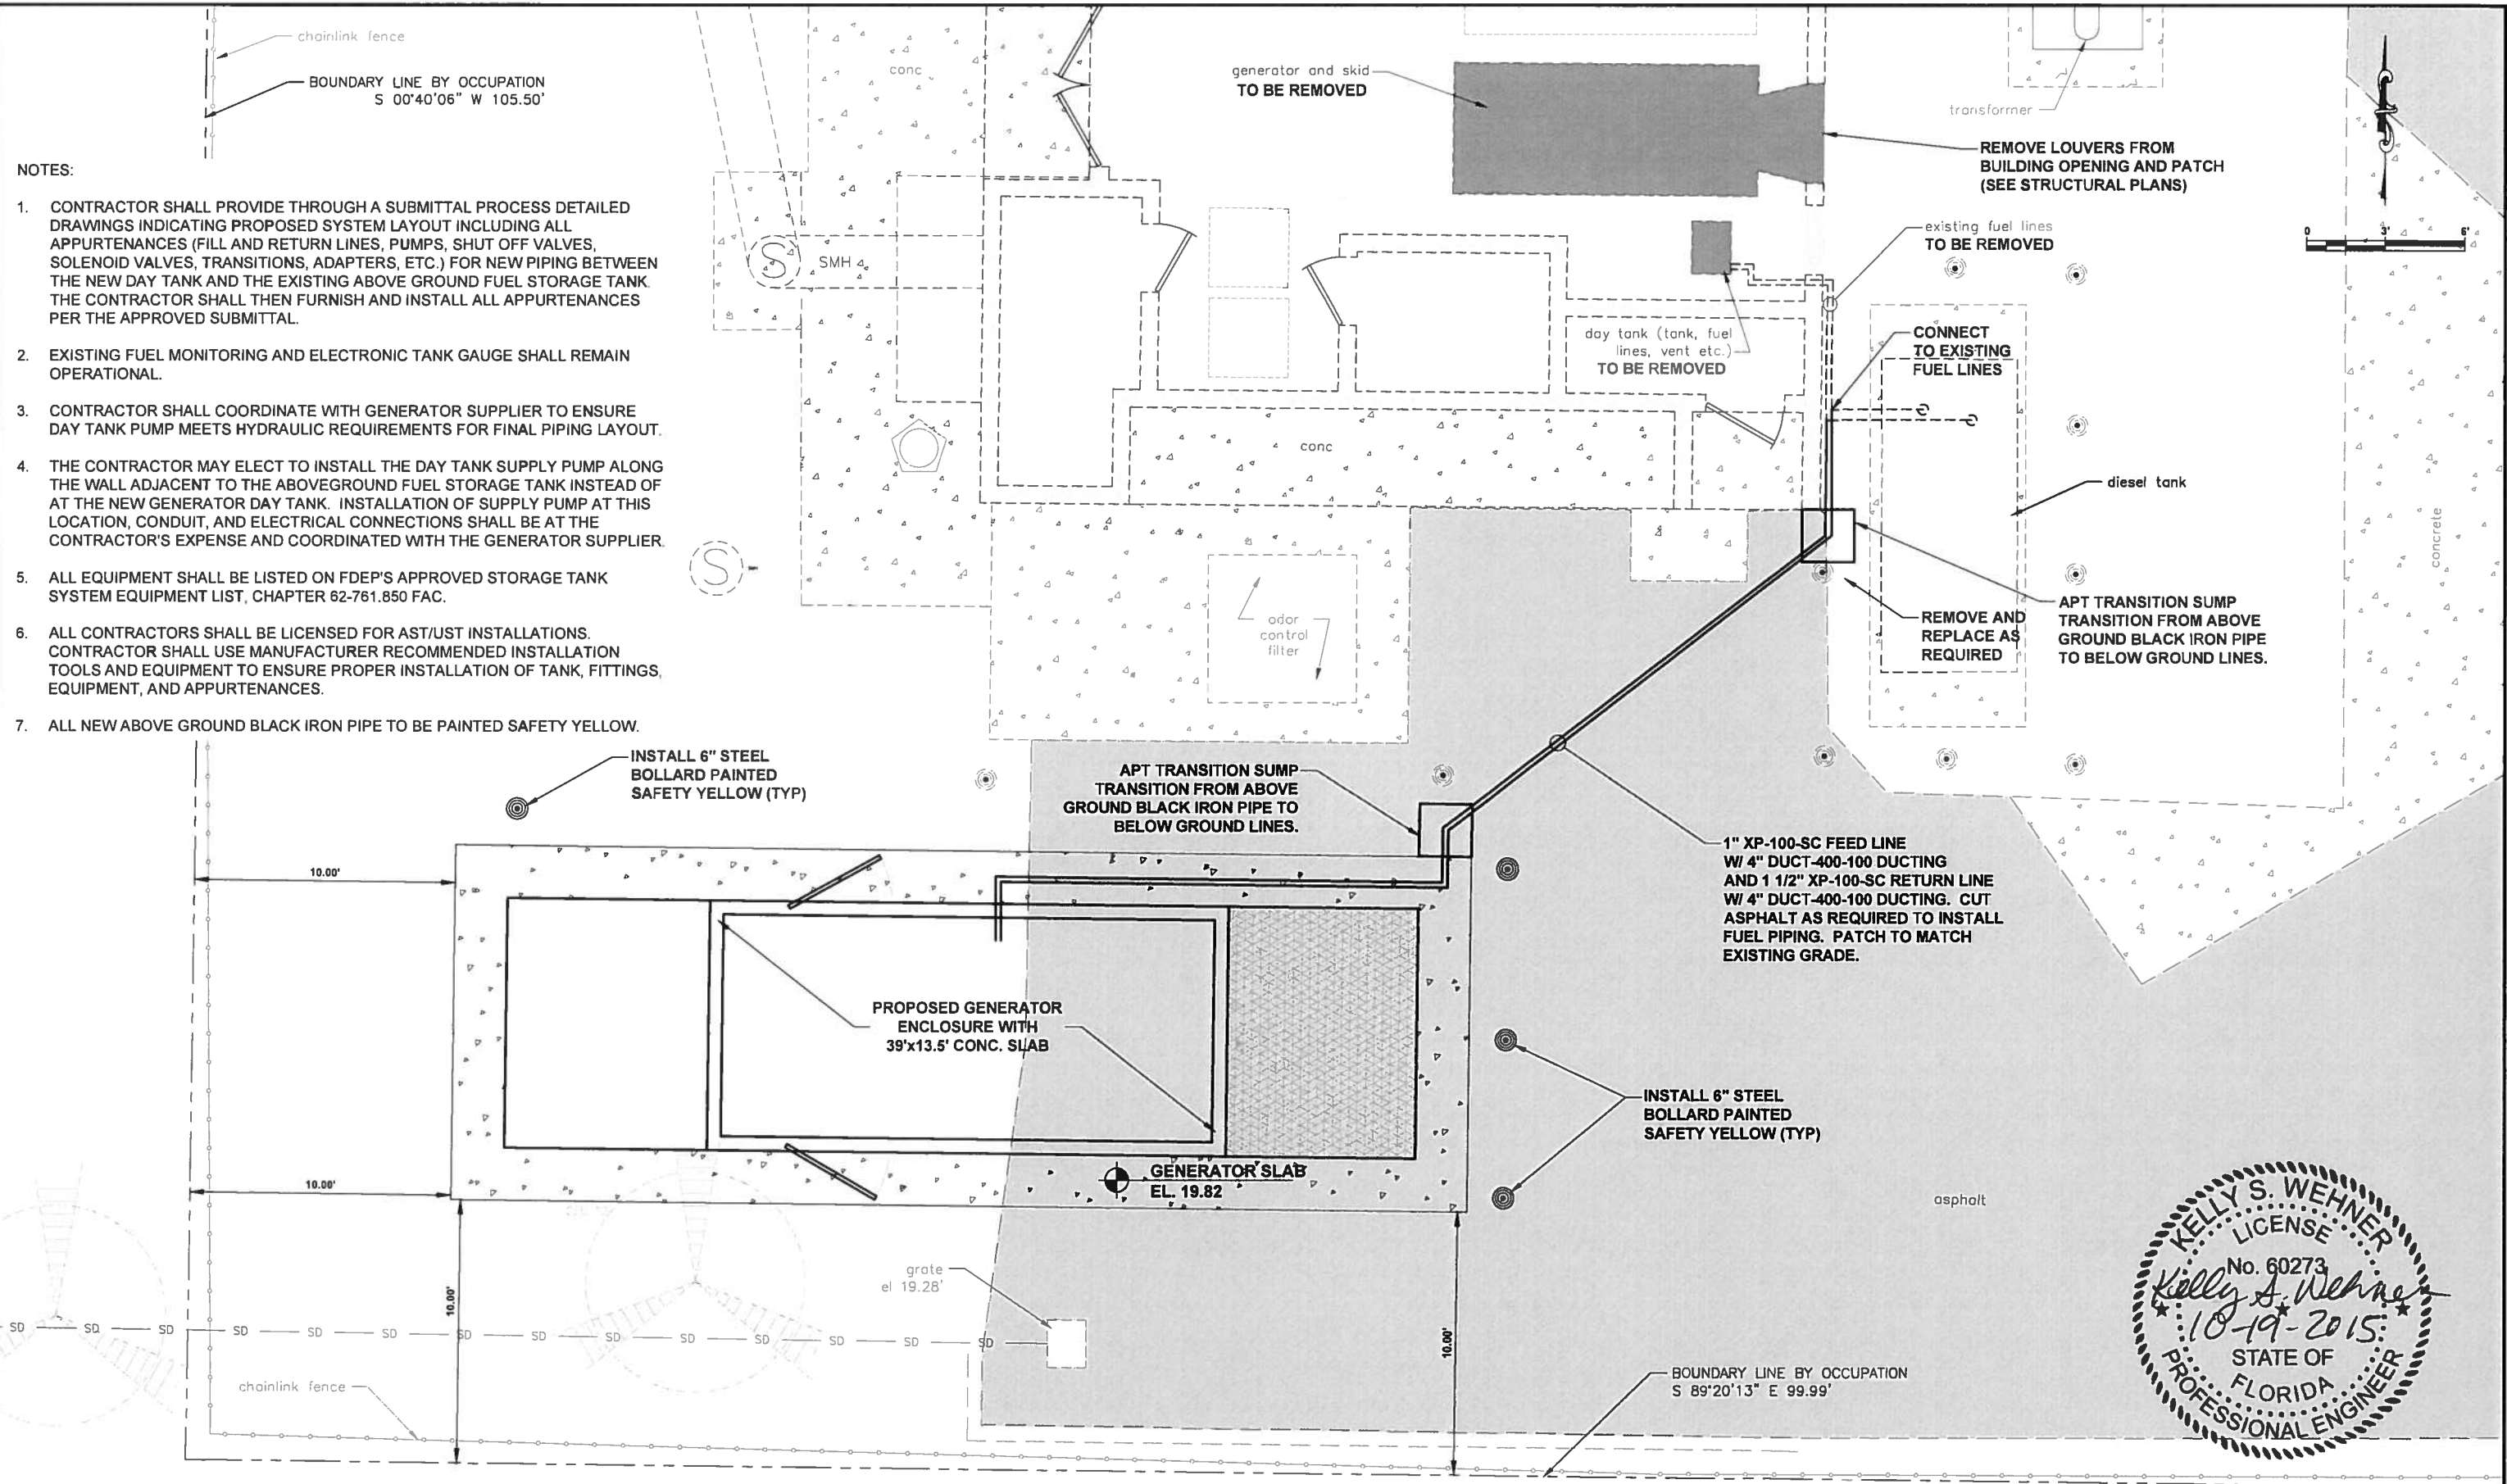 chainlink fence
BOUNDARY LINE BY OCCUPATION
S 00°40'06" W 105.50'
NOTES:
1. CONTRACTOR SHALL PROVIDE THROUGH A SUBMITTAL PROCESS DETAILED
DRAWINGS INDICATING PROPOSED SYSTEM LAYOUT INCLUDING ALL
APPURTENANCES (FILL AND RETURN LINES, PUMPS, SHUT OFF VALVES,
SOLENOID VALVES, TRANSITIONS, ADAPTERS, ETC.) FOR NEW PIPING BETWEEN
THE NEW DAY TANK AND THE EXISTING ABOVE GROUND FUEL STORAGE TANK.
THE CONTRACTOR SHALL THEN FURNISH AND INSTALL ALL APPURTENANCES
PER THE APPROVED SUBMITTAL.
2. EXISTING FUEL MONITORING AND ELECTRONIC TANK GAUGE SHALL REMAIN
OPERATIONAL.
3. CONTRACTOR SHALL COORDINATE WITH GENERATOR SUPPLIER TO ENSURE
DAY TANK PUMP MEETS HYDRAULIC REQUIREMENTS FOR FINAL PIPING LAYOUT.
4. THE CONTRACTOR MAY ELECT TO INSTALL THE DAY TANK SUPPLY PUMP ALONG
THE WALL ADJACENT TO THE ABOVEGROUND FUEL STORAGE TANK INSTEAD OF
AT THE NEW GENERATOR DAY TANK. INSTALLATION OF SUPPLY PUMP AT THIS
LOCATION, CONDUIT, AND ELECTRICAL CONNECTIONS SHALL BE AT THE
CONTRACTOR'S EXPENSE AND COORDINATED WITH THE GENERATOR SUPPLIER.
5. ALL EQUIPMENT SHALL BE LISTED ON FDEP'S APPROVED STORAGE TANK
SYSTEM EQUIPMENT LIST, CHAPTER 62-761.850 FAC.
6. ALL CONTRACTORS SHALL BE LICENSED FOR AST/UST INSTALLATIONS.
CONTRACTOR SHALL USE MANUFACTURER RECOMMENDED INSTALLATION
TOOLS AND EQUIPMENT TO ENSURE PROPER INSTALLATION OF TANK, FITTINGS,
EQUIPMENT, AND APPURTENANCES.
7. ALL NEW ABOVE GROUND BLACK IRON PIPE TO BE PAINTED SAFETY YELLOW.
conc
S
SMH
S
generator and skid
TO BE REMOVED
transformer
REMOVE LOUVERS FROM
BUILDING OPENING AND PATCH
(SEE STRUCTURAL PLANS)
0 3' 6'
existing fuel lines
TO BE REMOVED
day tank (tank, fuel
lines, vent etc.)
TO BE REMOVED
CONNECT
TO EXISTING
FUEL LINES
conc
diesel tank
concrete
odor
control
filter
REMOVE AND
REPLACE AS
REQUIRED
APT TRANSITION SUMP
TRANSITION FROM ABOVE
GROUND BLACK IRON PIPE
TO BELOW GROUND LINES.
INSTALL 6" STEEL
BOLLARD PAINTED
SAFETY YELLOW (TYP)
APT TRANSITION SUMP
TRANSITION FROM ABOVE
GROUND BLACK IRON PIPE TO
BELOW GROUND LINES.
1" XP-100-SC FEED LINE
W/ 4" DUCT-400-100 DUCTING
AND 1 1/2" XP-100-SC RETURN LINE
W/ 4" DUCT-400-100 DUCTING. CUT
ASPHALT AS REQUIRED TO INSTALL
FUEL PIPING. PATCH TO MATCH
EXISTING GRADE.
10.00'
PROPOSED GENERATOR
ENCLOSURE WITH
39'x13.5' CONC. SLAB
INSTALL 6" STEEL
BOLLARD PAINTED
SAFETY YELLOW (TYP)
10.00'
GENERATOR SLAB
EL. 19.82
asphalt
grate
el 19.28'
10.00'
10.00'
SD SD SD SD SD SD SD SD SD SD SD SD SD SD
chainlink fence
BOUNDARY LINE BY OCCUPATION
S 89°20'13" E 99.99'
KELLY S. WEHNER
LICENSE
No. 60273
Kelly S. Wehner
10-19-2015
STATE OF
FLORIDA
PROFESSIONAL ENGINEER